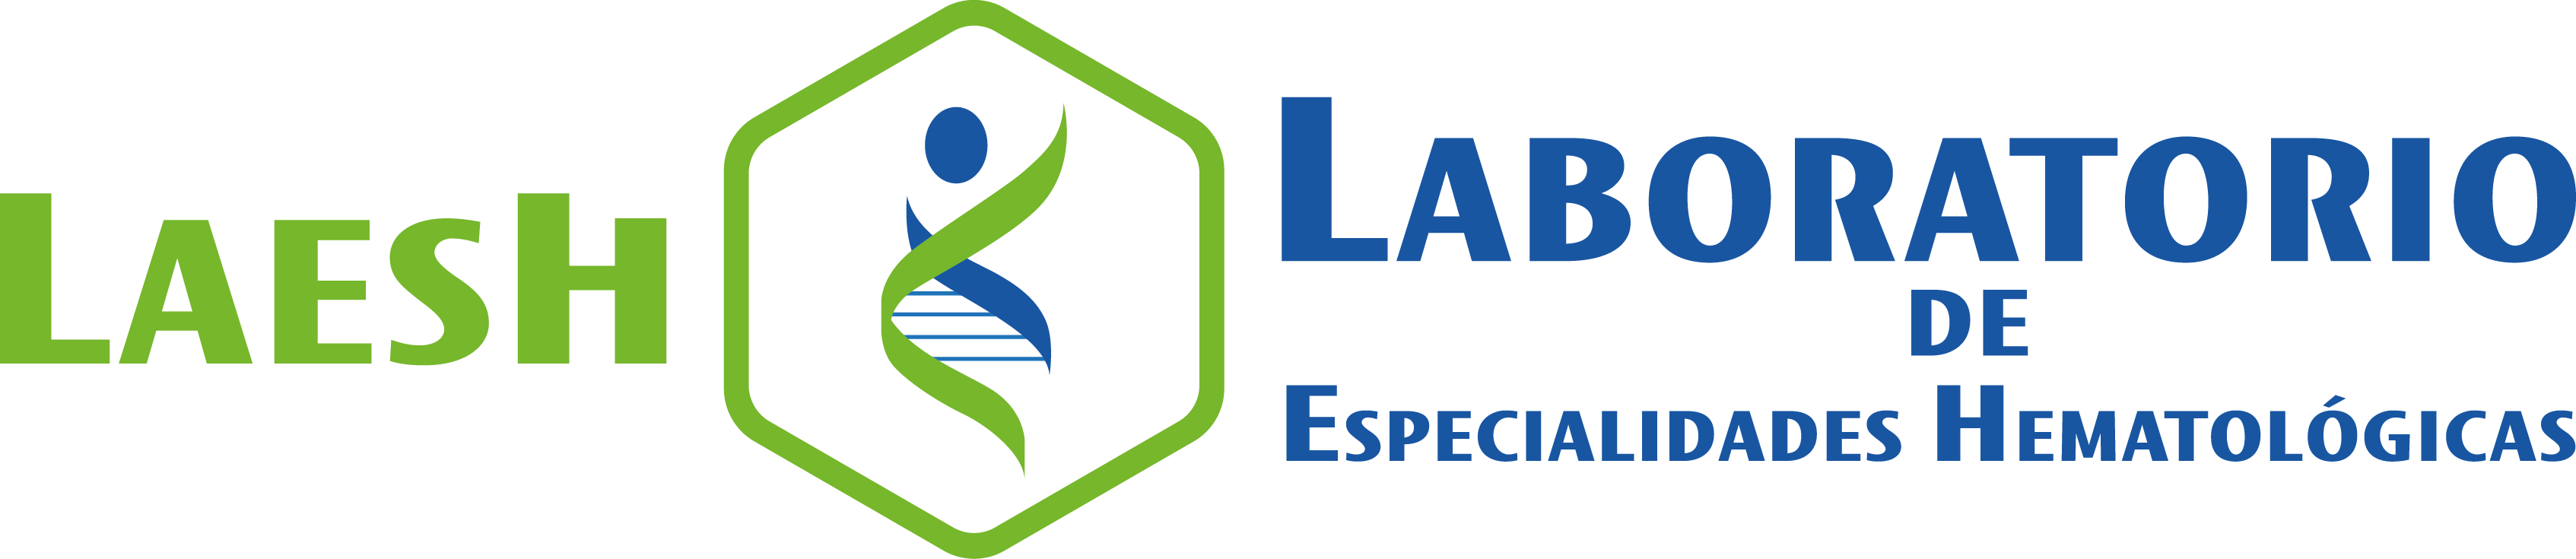 LAESH
LABORATORIO
DE
ESPECIALIDADES HEMATOLÓGICAS